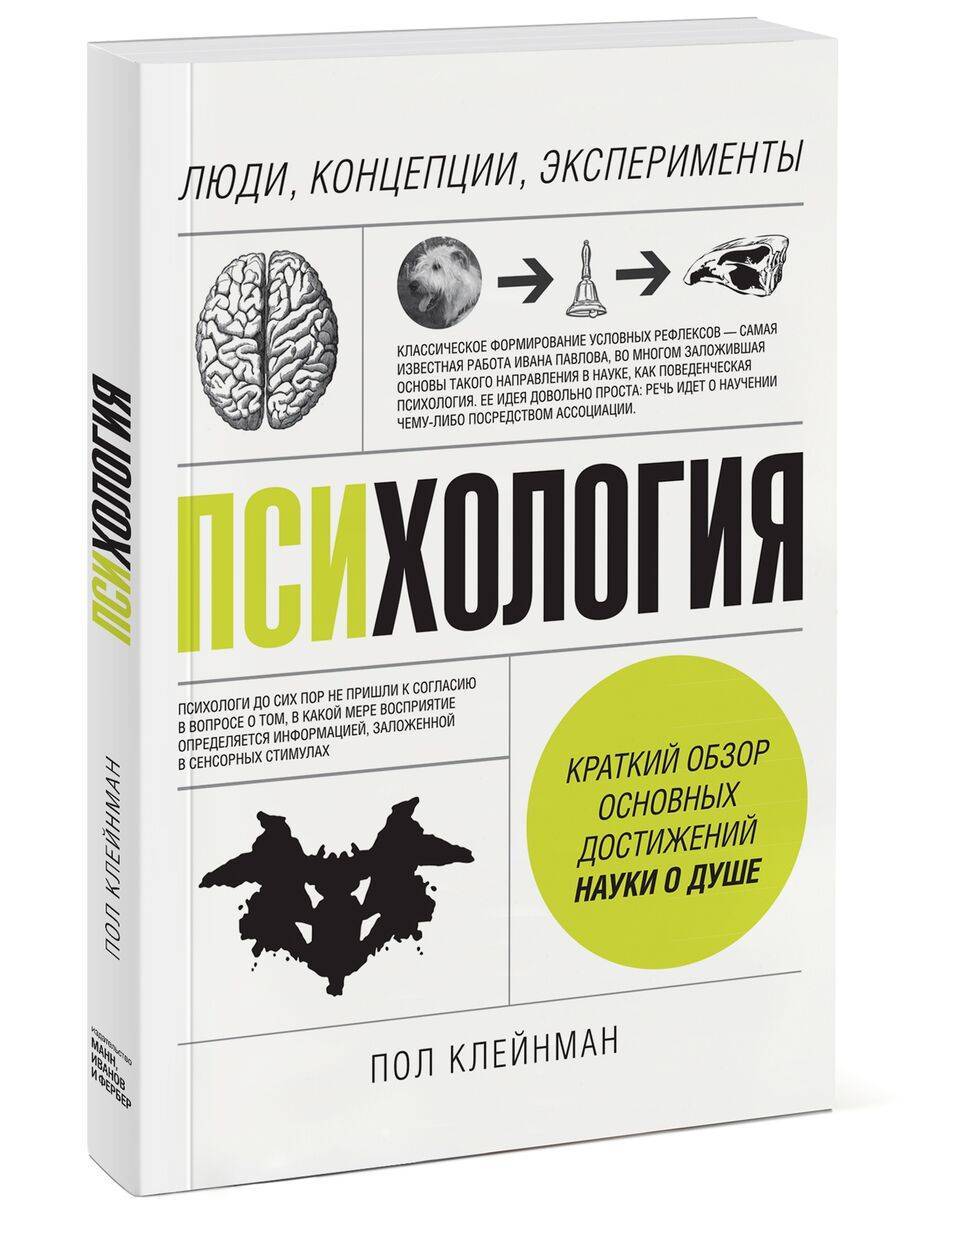 ЛЮДИ, КОНЦЕПЦИИ, ЭКСПЕРИМЕНТЫ
КЛАССИЧЕСКОЕ ФОРМИРОВАНИЕ УСЛОВНЫХ РЕФЛЕКСОВ — САМАЯ
ИЗВЕСТНАЯ РАБОТА ИВАНА ПАВЛОВА, ВО МНОГОМ ЗАЛОЖИВШАЯ
ОСНОВЫ ТАКОГО НАПРАВЛЕНИЯ В НАУКЕ, КАК ПОВЕДЕНЧЕСКАЯ
ПСИХОЛОГИЯ. ЕЕ ИДЕЯ ДОВОЛЬНО ПРОСТА: РЕЧЬ ИДЕТ О НАУЧЕНИИ
ЧЕМУ-ЛИБО ПОСРЕДСТВОМ АССОЦИАЦИИ.
ПСИХОЛОГИЯ
ПСИХОЛОГИ ДО СИХ ПОР НЕ ПРИШЛИ К СОГЛАСИЮ
В ВОПРОСЕ О ТОМ, В КАКОЙ МЕРЕ ВОСПРИЯТИЕ
ОПРЕДЕЛЯЕТСЯ ИНФОРМАЦИЕЙ, ЗАЛОЖЕННОЙ
В СЕНСОРНЫХ СТИМУЛАХ
КРАТКИЙ ОБЗОР
ОСНОВНЫХ
ДОСТИЖЕНИЙ
НАУКИ О ДУШЕ
ПОЛ КЛЕЙНМАН
ПСИХОЛОГИЯ
ПОЛ КЛЕЙНМАН
издательство
МАНН,
ИВАНОВ
И ФЕРБЕР